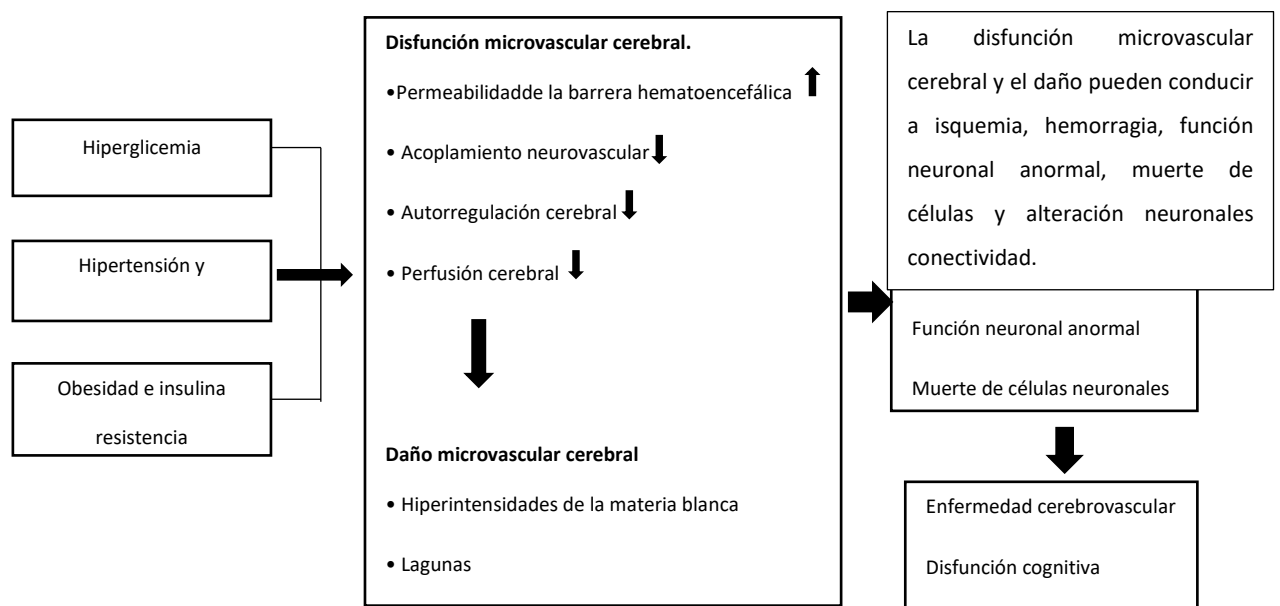 Hiperglicemia
Hipertensión y
Obesidad e insulina
resistencia
Disfunción microvascular cerebral.
•Permeabilidadde la barrera hematoencefálica
• Acoplamiento neurovascular
• Autorregulación cerebral
• Perfusión cerebral
Daño microvascular cerebral
• Hiperintensidades de la materia blanca
• Lagunas
La disfunción microvascular
cerebral y el daño pueden conducir
a isquemia, hemorragia, función
neuronal anormal, muerte de
células y alteración neuronales
conectividad.
Función neuronal anormal
Muerte de células neuronales
Enfermedad cerebrovascular
Disfunción cognitiva